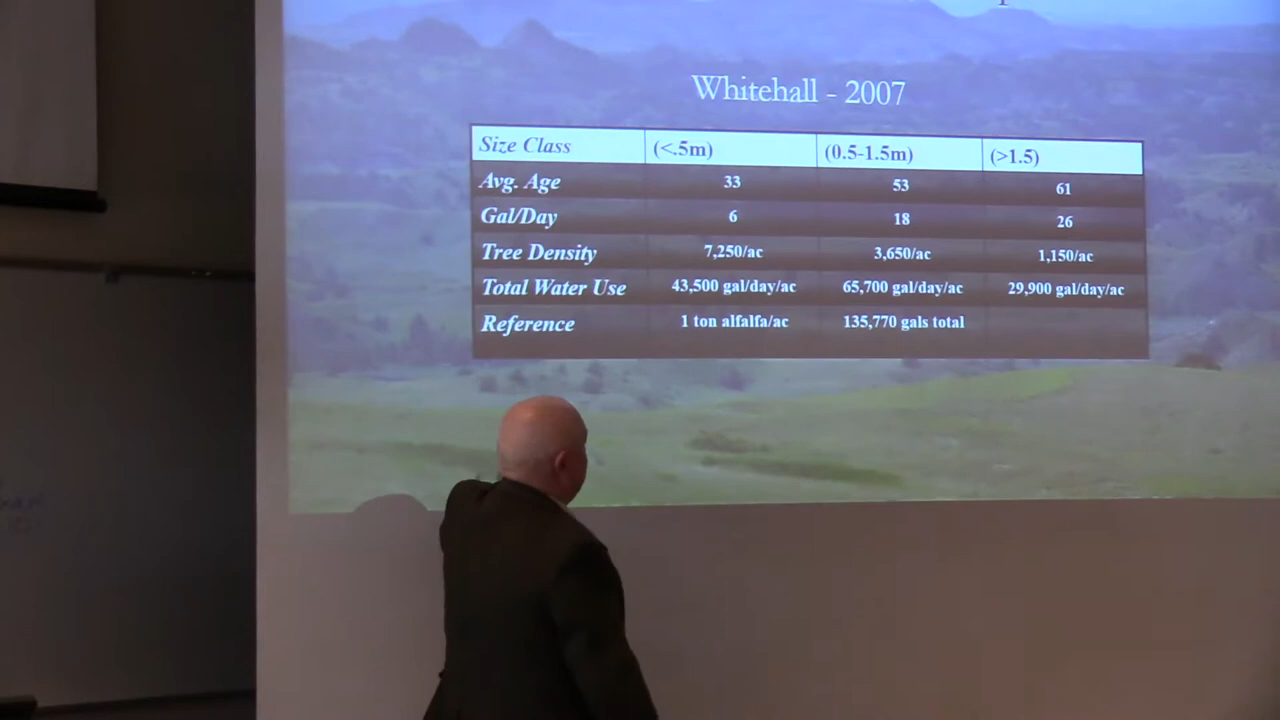 Whitehall - 2007
Size Class (<.5m) (0.5-1.5m) (>1.5)
Avg. Age 33 53 61
Gal/Day 6 18 26
Tree Density 7,250/ac 3,650/ac 1,150/ac
Total Water Use 43,500 gal/day/ac 65,700 gal/day/ac 29,900 gal/day/ac
Reference 1 ton alfalfa/ac 135,770 gals total